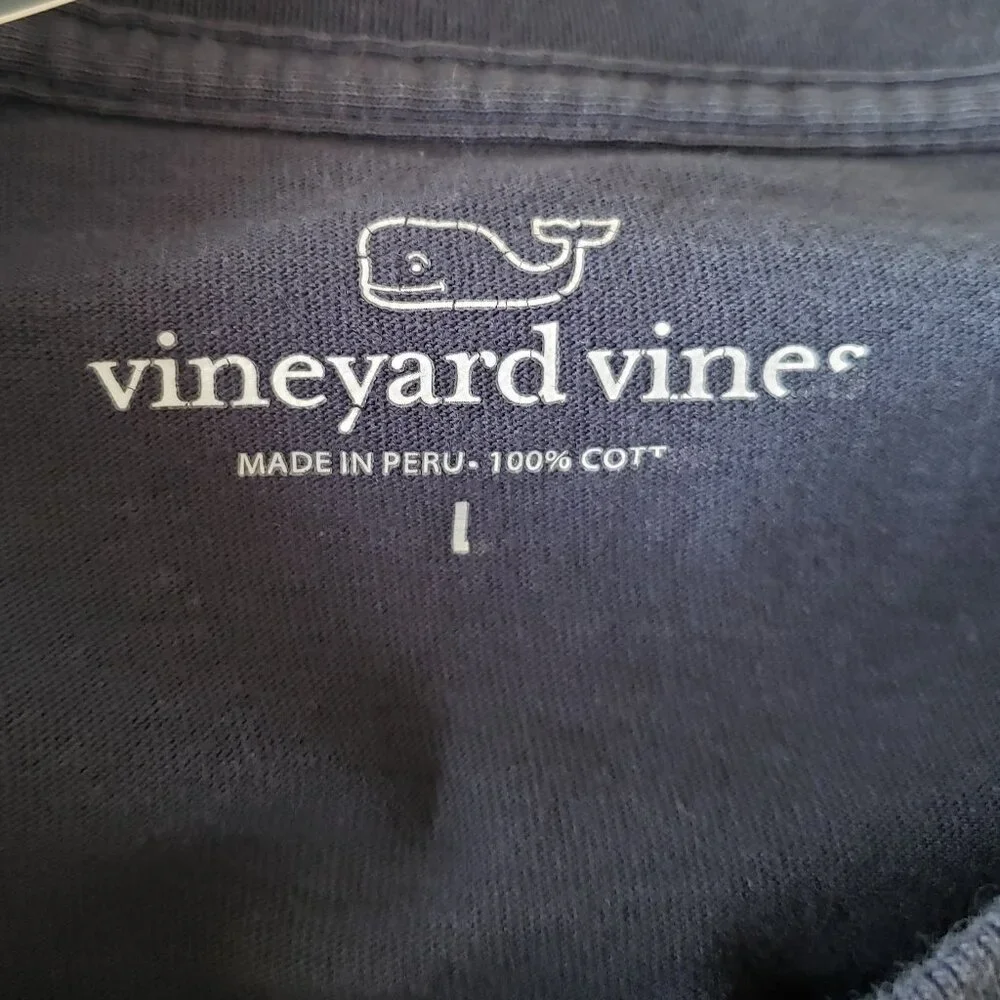 vineyard vines
MADE IN PERU• 100% COTT
L